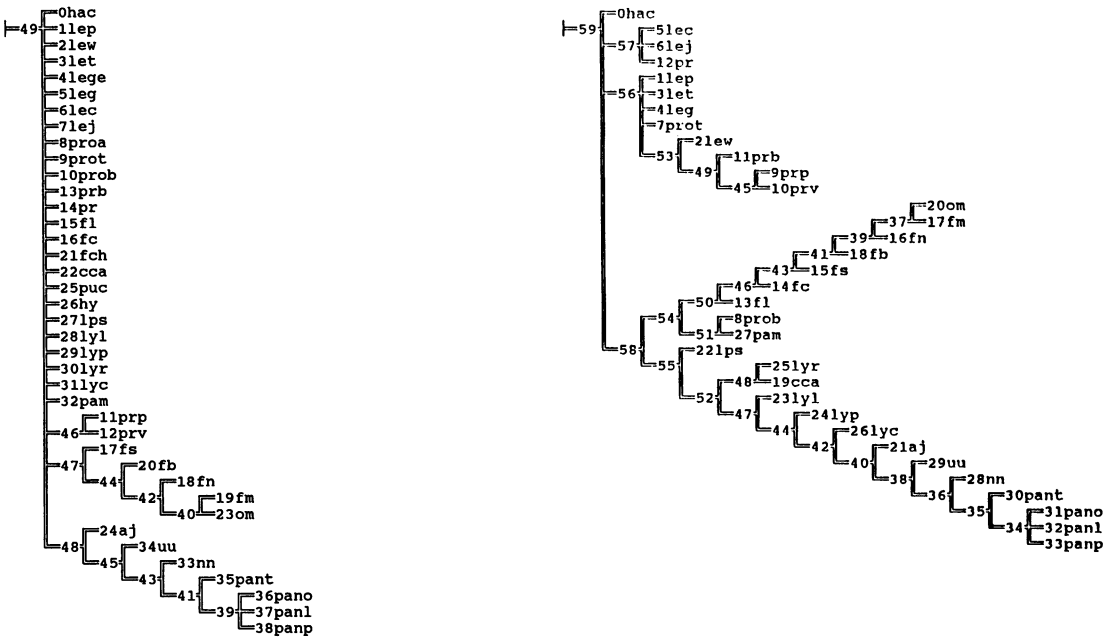 0hac
49
1lep
2lew
3let
4lege
5leg
6lec
7lej
8proa
9prot
10prob
13prb
14pr
15fl
16fc
21fch
22cca
25puc
26hy
27lps
28lyl
29lyp
30lyr
31lyc
32pam
11prp
46
12prv
17fs
47
20fb
44
18fn
42
19fm
40
23om
24aj
48
34uu
45
33nn
43
35pant
41
36pano
39
37panl
38panp
0hac
59
5lec
57
6lej
12pr
1lep
56
3let
4leg
7prot
2lew
53
11prb
49
9prp
45
10prv
20om
37
17fm
39
16fn
41
18fb
43
15fs
46
14fc
50
13fl
54
8prob
51
27pam
58
22lps
55
25lyr
48
19cca
52
23lyl
47
24lyp
44
26lyc
42
21aj
40
29uu
38
28nn
36
30pant
35
31pano
34
32panl
33panp